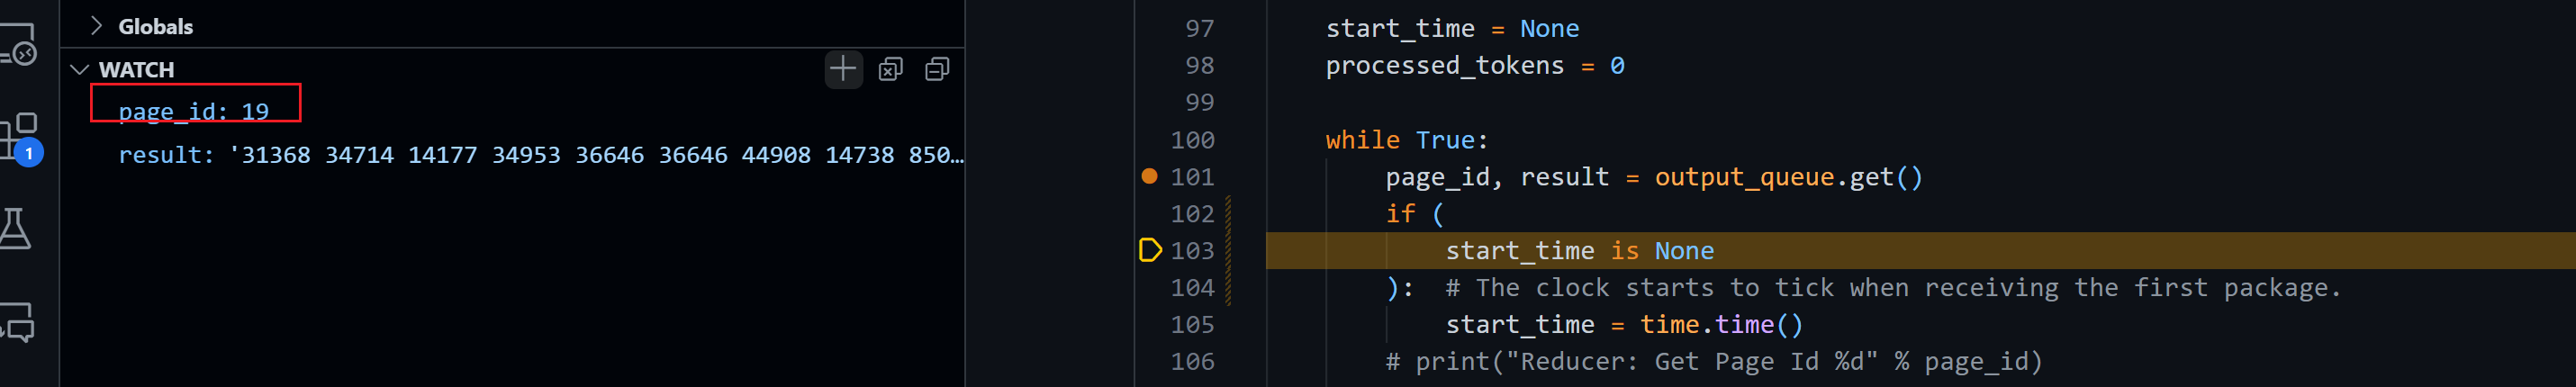 Globals
WATCH
page_id: 19
result: '31368 34714 14177 34953 36646 36646 44908 14738 850…
1
97 start_time = None
98 processed_tokens = 0
99
100 while True:
101 page_id, result = output_queue.get()
102 if (
103 start_time is None
104 ): # The clock starts to tick when receiving the first package.
105 start_time = time.time()
106 # print("Reducer: Get Page Id %d" % page_id)